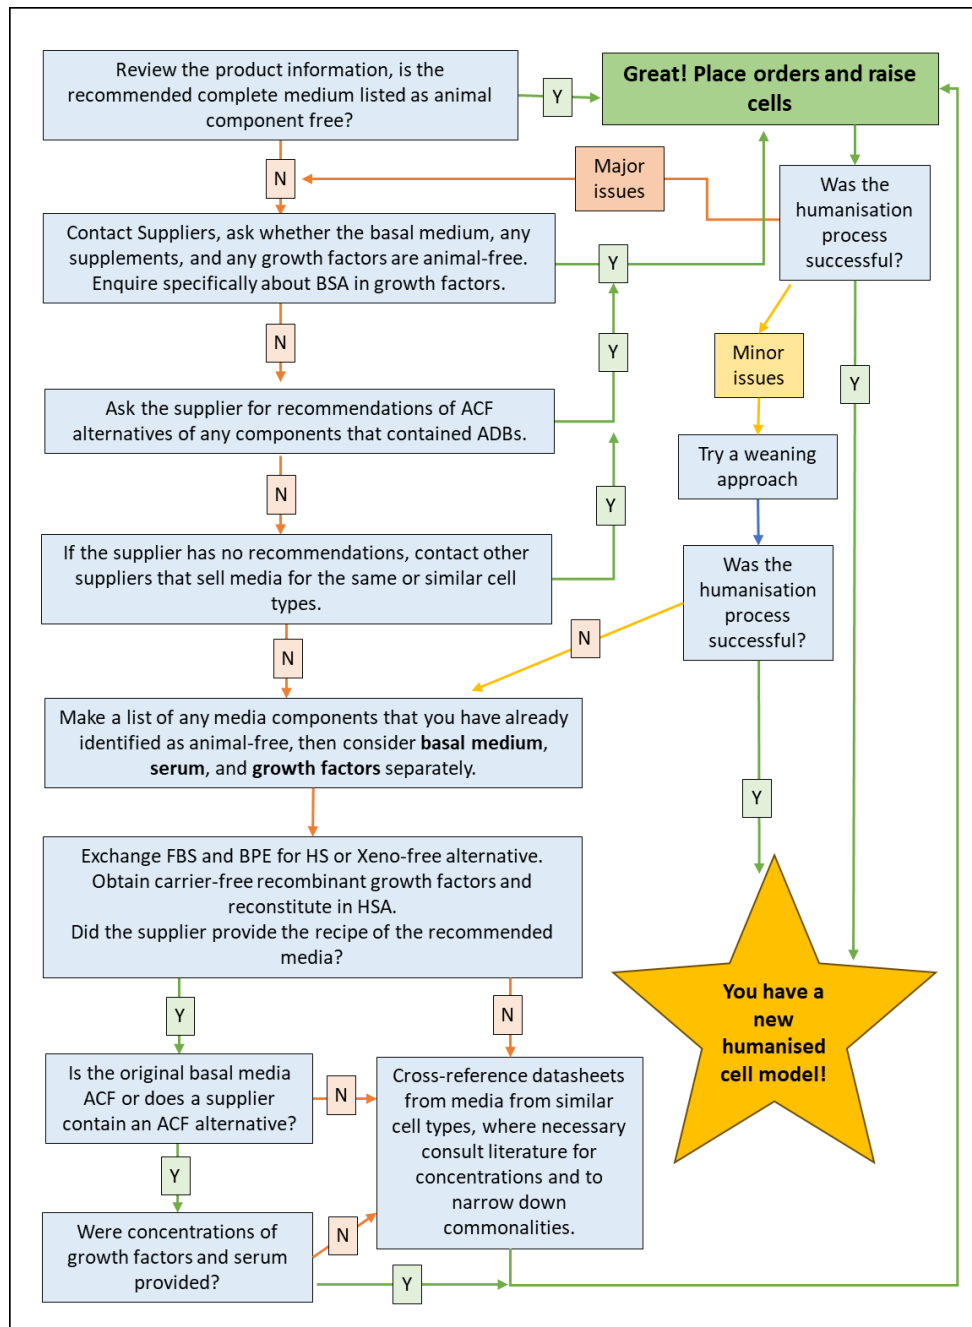 Review the product information, is the
recommended complete medium listed as animal
component free?
Y
Great! Place orders and raise
cells
N
Major
issues
Was the
humanisation
process
successful?
Contact Suppliers, ask whether the basal medium, any
supplements, and any growth factors are animal-free.
Enquire specifically about BSA in growth factors.
Y
N
Y
Minor
issues
Y
Ask the supplier for recommendations of ACF
alternatives of any components that contained ADBs.
Try a weaning
approach
N
Y
If the supplier has no recommendations, contact other
suppliers that sell media for the same or similar cell
types.
Was the
humanisation
process
successful?
N
N
Make a list of any media components that you have already
identified as animal-free, then consider basal medium,
serum, and growth factors separately.
Y
Exchange FBS and BPE for HS or Xeno-free alternative.
Obtain carrier-free recombinant growth factors and
reconstitute in HSA.
Did the supplier provide the recipe of the recommended
media?
You have a
new
humanised
cell model!
Y
N
Is the original basal media
ACF or does a supplier
contain an ACF alternative?
N
Cross-reference datasheets
from media from similar
cell types, where necessary
consult literature for
concentrations and to
narrow down
commonalities.
Y
Were concentrations of
growth factors and serum
provided?
N
Y